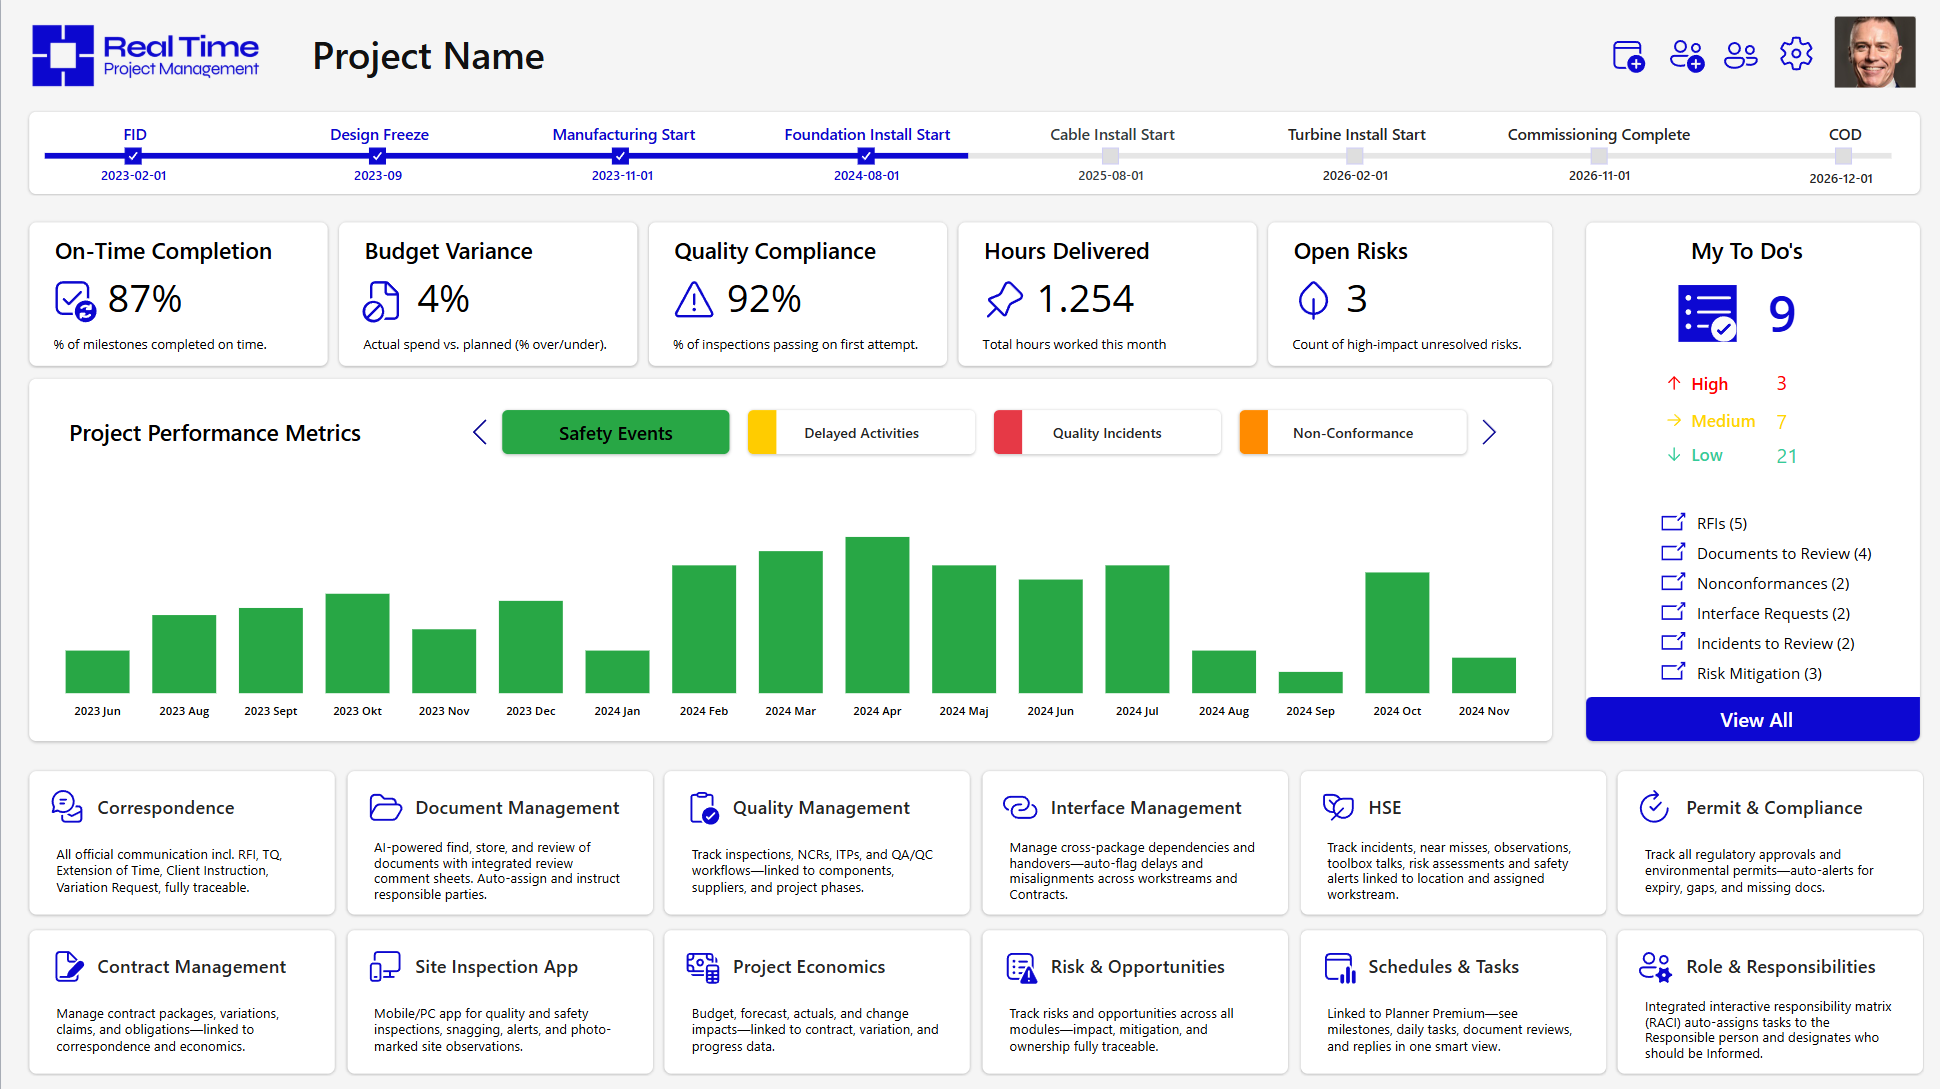 Real Time
Project Management
Project Name
FID
Design Freeze
Manufacturing Start
Foundation Install Start
Cable Install Start
Turbine Install Start
Commissioning Complete
COD
2023-02-01
2023-09
2023-11-01
2024-08-01
2025-08-01
2026-02-01
2026-11-01
2026-12-01
On-Time Completion
87%
% of milestones completed on time.
Budget Variance
4%
Actual spend vs. planned (% over/under).
Quality Compliance
92%
% of inspections passing on first attempt.
Hours Delivered
1.254
Total hours worked this month
Open Risks
3
Count of high-impact unresolved risks.
My To Do's
9
High 3
Medium 7
Low 21
RFIs (5)
Documents to Review (4)
Nonconformances (2)
Interface Requests (2)
Incidents to Review (2)
Risk Mitigation (3)
View All
Project Performance Metrics
Safety Events
Delayed Activities
Quality Incidents
Non-Conformance
2023 Jun
2023 Aug
2023 Sept
2023 Okt
2023 Nov
2023 Dec
2024 Jan
2024 Feb
2024 Mar
2024 Apr
2024 Maj
2024 Jun
2024 Jul
2024 Aug
2024 Sep
2024 Oct
2024 Nov
Correspondence
All official communication incl. RFI, TQ,
Extension of Time, Client Instruction,
Variation Request, fully traceable.
Document Management
AI-powered find, store, and review of
documents with integrated review
comment sheets. Auto-assign and instruct
responsible parties.
Quality Management
Track inspections, NCRs, ITPs, and QA/QC
workflows—linked to components,
suppliers, and project phases.
Interface Management
Manage cross-package dependencies and
handovers—auto-flag delays and
misalignments across workstreams and
Contracts.
HSE
Track incidents, near misses, observations,
toolbox talks, risk assessments and safety
alerts linked to location and assigned
workstream.
Permit & Compliance
Track all regulatory approvals and
environmental permits—auto-alerts for
expiry, gaps, and missing docs.
Contract Management
Manage contract packages, variations,
claims, and obligations—linked to
correspondence and economics.
Site Inspection App
Mobile/PC app for quality and safety
inspections, snagging, alerts, and photo-
marked site observations.
Project Economics
Budget, forecast, actuals, and change
impacts—linked to contract, variation, and
progress data.
Risk & Opportunities
Track risks and opportunities across all
modules—impact, mitigation, and
ownership fully traceable.
Schedules & Tasks
Linked to Planner Premium—see
milestones, daily tasks, document reviews,
and replies in one smart view.
Role & Responsibilities
Integrated interactive responsibility matrix
(RACI) auto-assigns tasks to the
Responsible person and designates who
should be Informed.